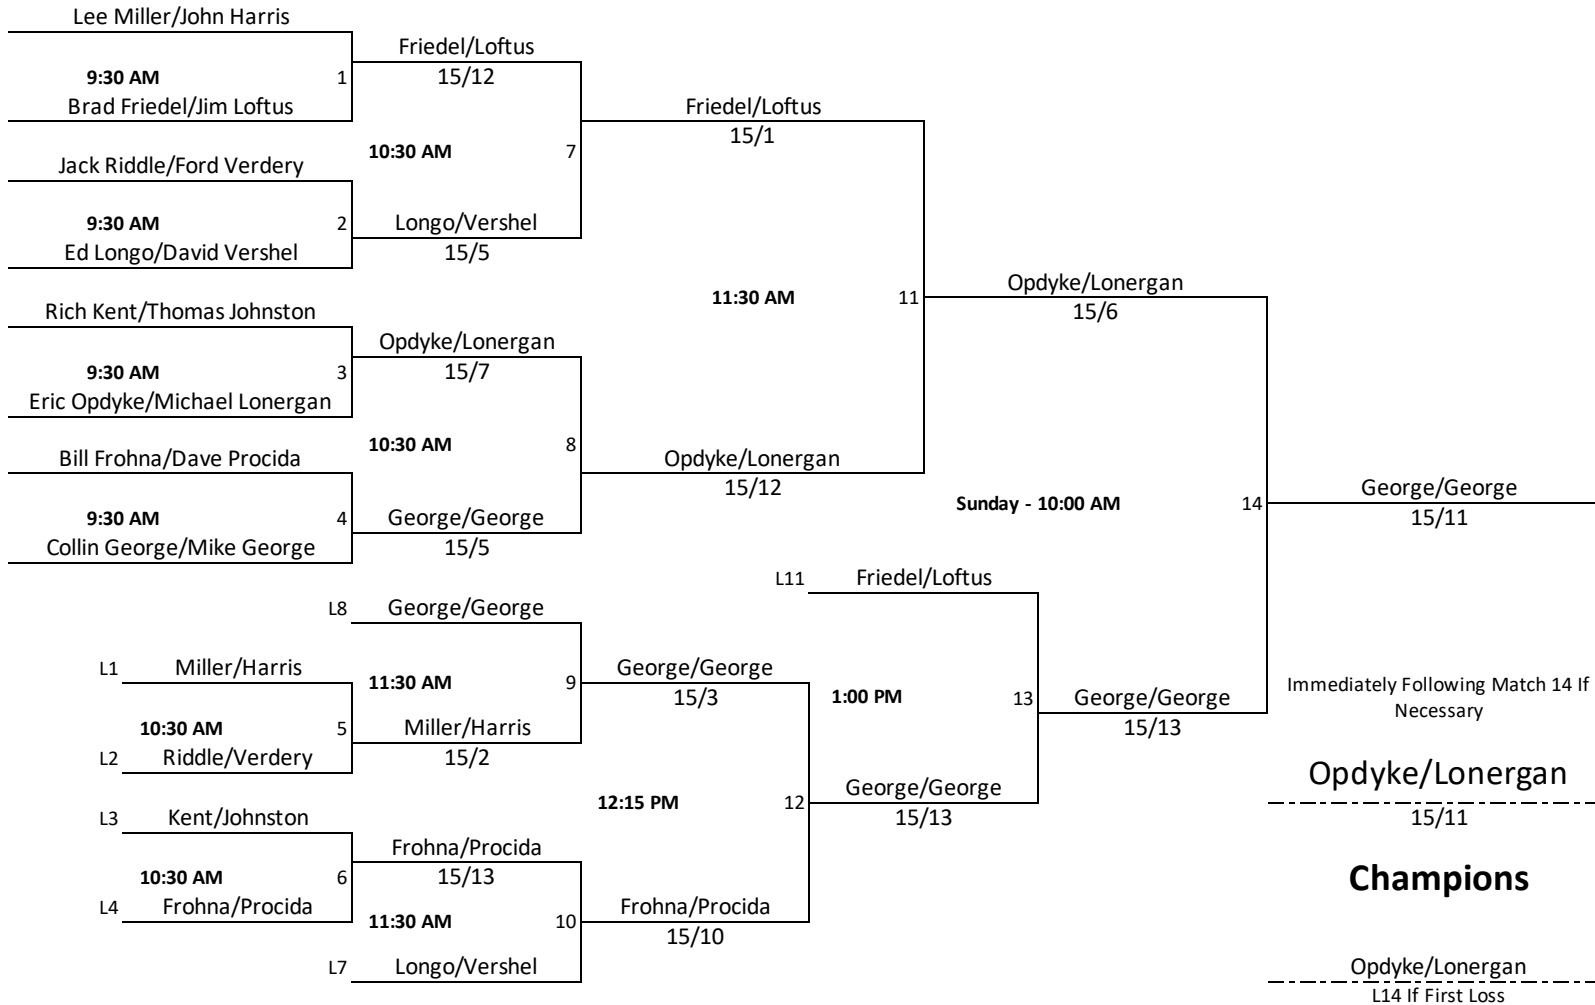 Lee Miller/John Harris
9:30 AM 1
Brad Friedel/Jim Loftus
Friedel/Loftus
15/12
Jack Riddle/Ford Verdery
9:30 AM 2
Ed Longo/David Vershel
10:30 AM 7
Longo/Vershel
15/5
Friedel/Loftus
15/1
Rich Kent/Thomas Johnston
9:30 AM 3
Eric Opdyke/Michael Lonergan
Opdyke/Lonergan
15/7
11:30 AM 11
Bill Frohna/Dave Procida
9:30 AM 4
Collin George/Mike George
10:30 AM 8
George/George
15/5
Opdyke/Lonergan
15/12
Opdyke/Lonergan
15/6
Sunday - 10:00 AM 14
George/George
15/11
L8 George/George
L1 Miller/Harris
10:30 AM 5
L2 Riddle/Verdery
11:30 AM 9
Miller/Harris
15/2
George/George
15/3
L11 Friedel/Loftus
1:00 PM 13
George/George
15/13
L3 Kent/Johnston
10:30 AM 6
L4 Frohna/Procida
Frohna/Procida
15/13
11:30 AM 10
L7 Longo/Vershel
12:15 PM 12
Frohna/Procida
15/10
George/George
15/13
Immediately Following Match 14 If
Necessary
Opdyke/Lonergan
15/11
Champions
Opdyke/Lonergan
L14 If First Loss